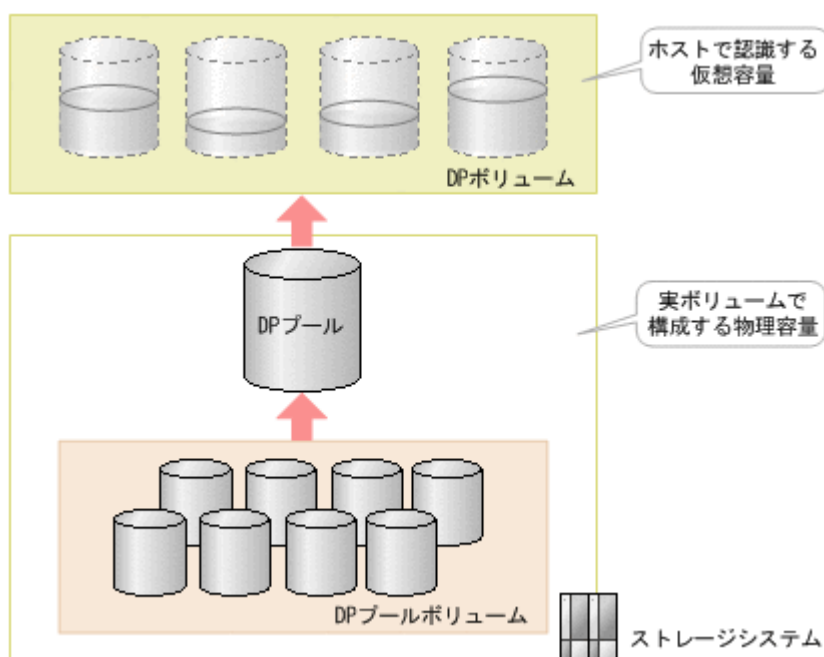 ホストで認識する
仮想容量
DPボリューム
DPプール
実ボリュームで
構成する物理容量
DPプールボリューム
ストレージシステム